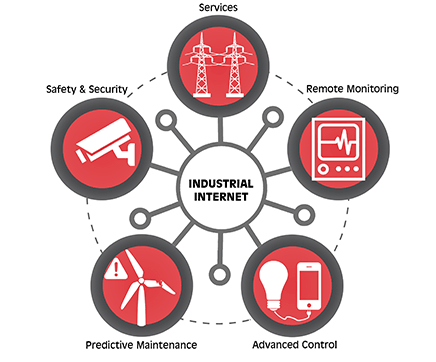 Services
Safety & Security
Remote Monitoring
INDUSTRIAL
INTERNET
Predictive Maintenance
Advanced Control